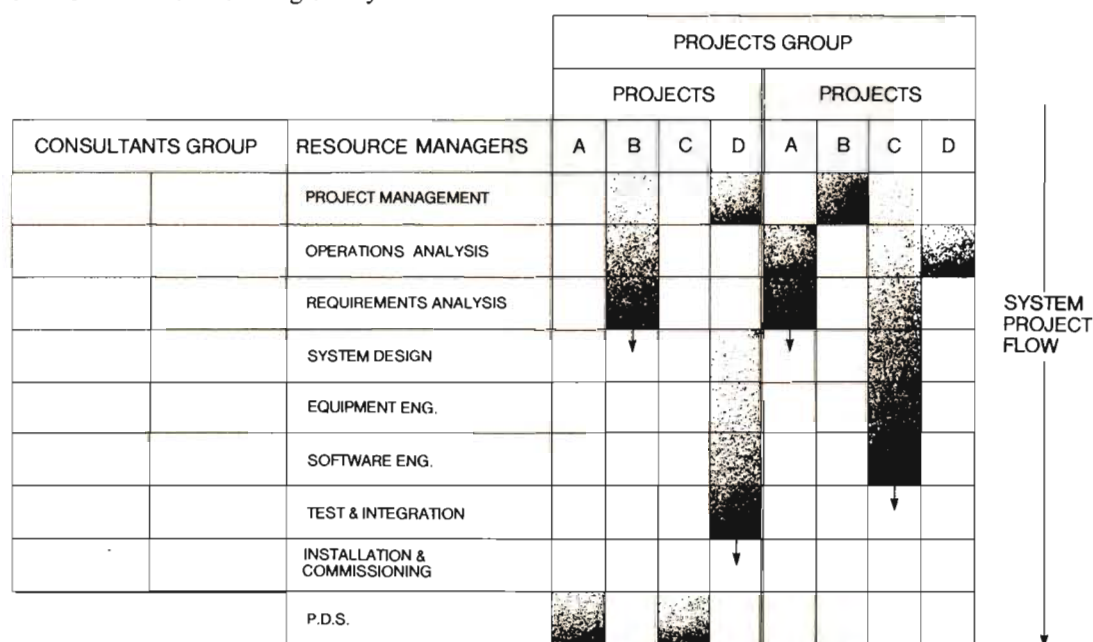 PROJECTS GROUP
PROJECTS PROJECTS
CONSULTANTS GROUP RESOURCE MANAGERS A B C D A B C D
PROJECT MANAGEMENT
OPERATIONS ANALYSIS
REQUIREMENTS ANALYSIS
SYSTEM DESIGN
EQUIPMENT ENG.
SOFTWARE ENG.
TEST & INTEGRATION
INSTALLATION &
COMMISSIONING
P.D.S.
SYSTEM
PROJECT
FLOW